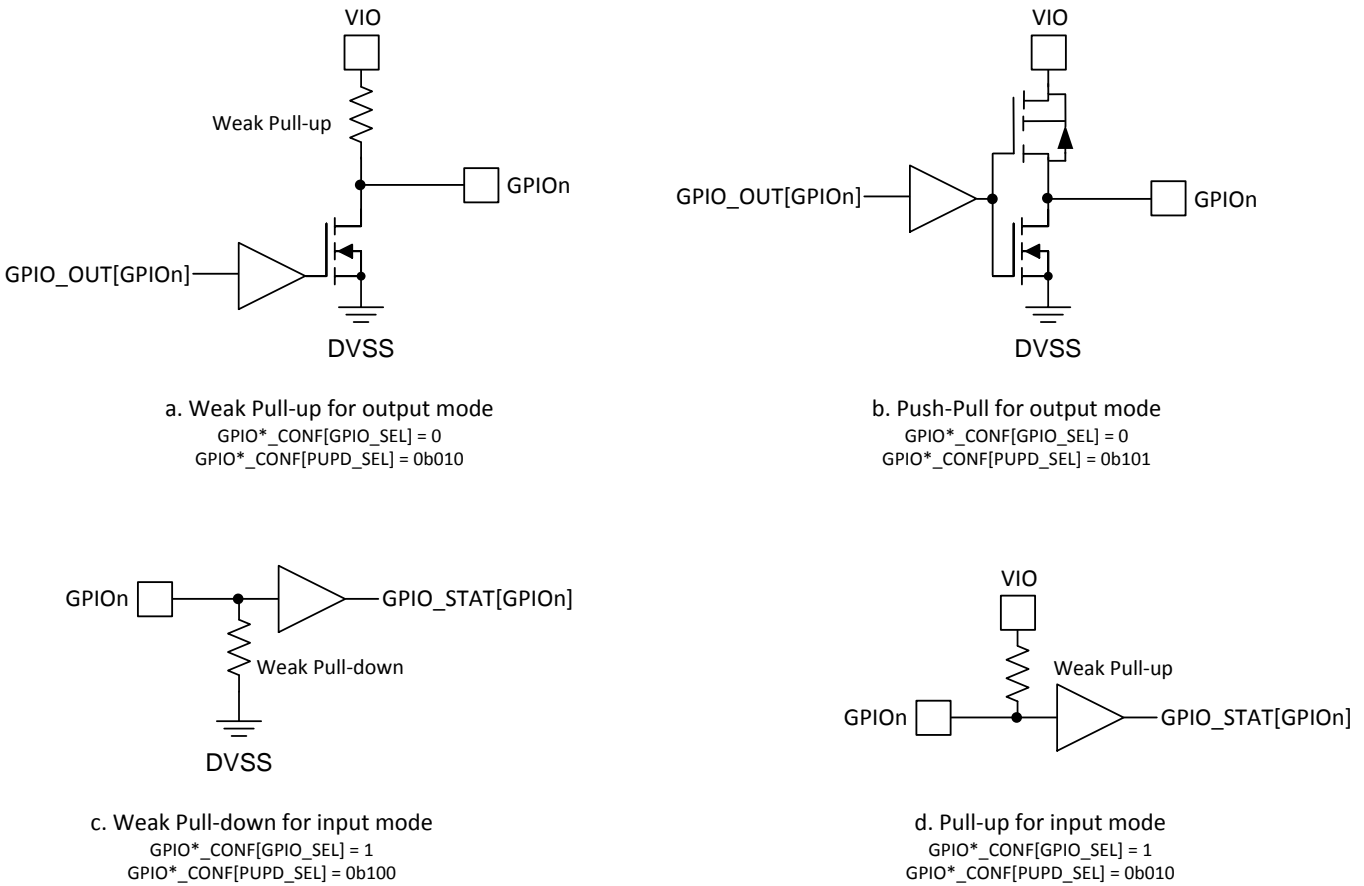 VIO
Weak Pull-up
GPIOn
GPIO_OUT[GPIOn]
DVSS
a. Weak Pull-up for output mode
GPIO*_CONF[GPIO_SEL] = 0
GPIO*_CONF[PUPD_SEL] = 0b010
VIO
GPIO_OUT[GPIOn]
GPIOn
DVSS
b. Push-Pull for output mode
GPIO*_CONF[GPIO_SEL] = 0
GPIO*_CONF[PUPD_SEL] = 0b101
GPIOn
GPIO_STAT[GPIOn]
Weak Pull-down
DVSS
c. Weak Pull-down for input mode
GPIO*_CONF[GPIO_SEL] = 1
GPIO*_CONF[PUPD_SEL] = 0b100
VIO
Weak Pull-up
GPIOn
GPIO_STAT[GPIOn]
d. Pull-up for input mode
GPIO*_CONF[GPIO_SEL] = 1
GPIO*_CONF[PUPD_SEL] = 0b010